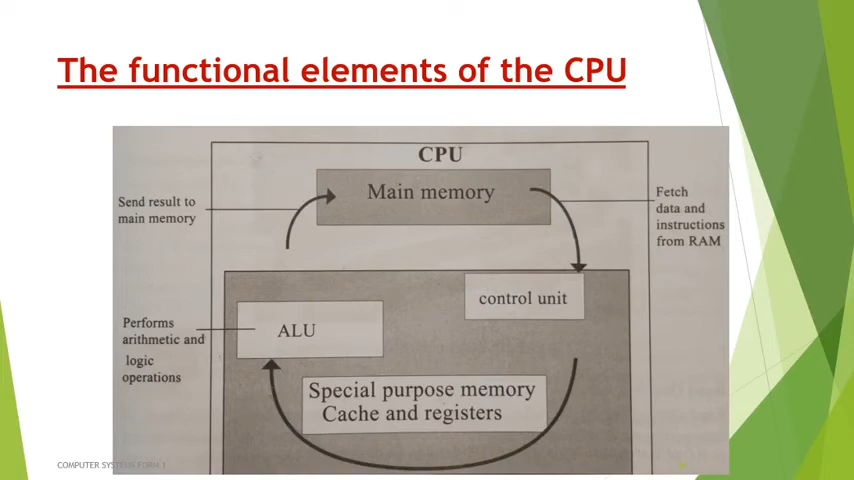 The functional elements of the CPU
CPU
Main memory
Send result to
main memory
Fetch
data and
instructions
from RAM
control unit
ALU
Performs
arithmetic and
logic
operations
Special purpose memory
Cache and registers
COMPUTER SYSTEMS FORM 1